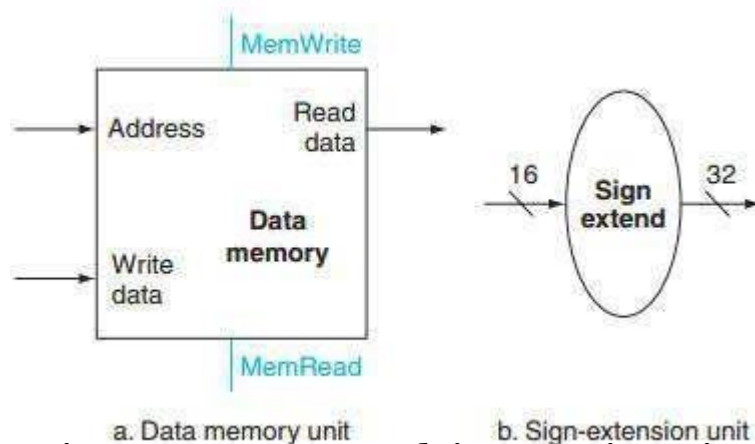 MemWrite
Address
Read
data
Data
memory
Write
data
MemRead
a. Data memory unit
16
Sign
extend
32
b. Sign-extension unit